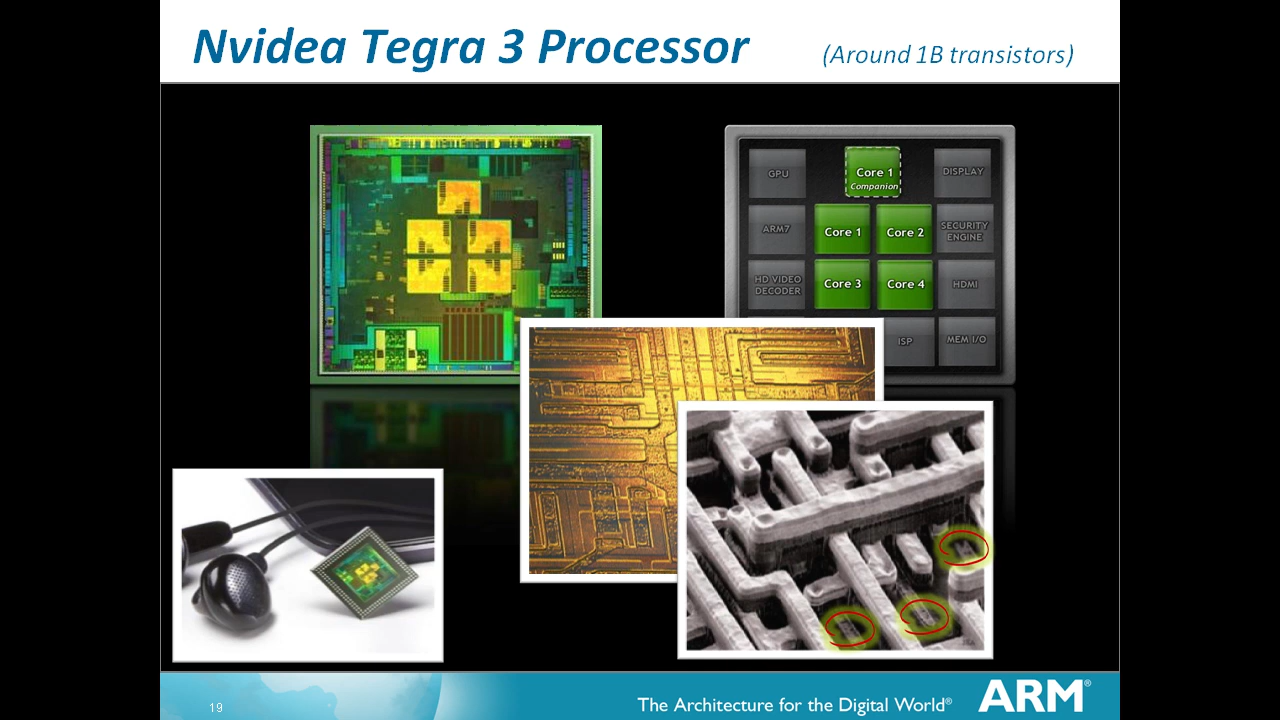 Nvidea Tegra 3 Processor
(Around 1B transistors)
GPU
Core 1
Companion
DISPLAY
ARM7
Core 1
Core 2
SECURITY
ENGINE
HD VIDEO
DECODER
Core 3
Core 4
HDMI
ISP
MEM I/O
19
The Architecture for the Digital World®
ARM®